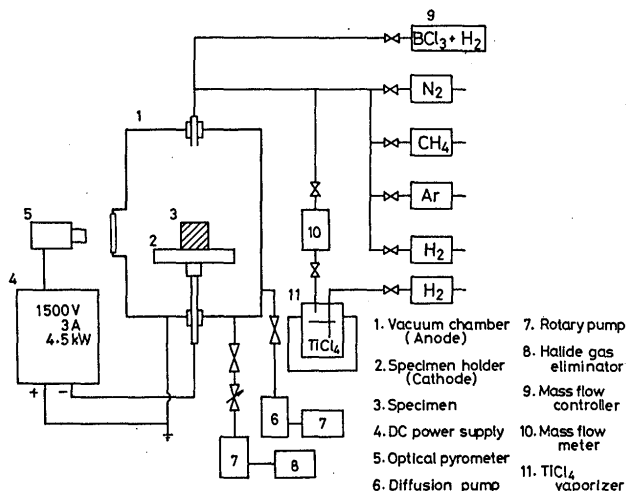 9
BCl3 + H2
N2
1
CH4
5
3
Ar
2
10
4
H2
11
H2
1500V
3A
4.5kW
TiCl4
+ -
6
7
7
8
1. Vacuum chamber
(Anode)
2. Specimen holder
(Cathode)
3. Specimen
4. DC power supply
5. Optical pyrometer
6. Diffusion pump
7. Rotary pump
8. Halide gas
eliminator
9. Mass flow
controller
10. Mass flow
meter
11. TiCl4
vaporizer